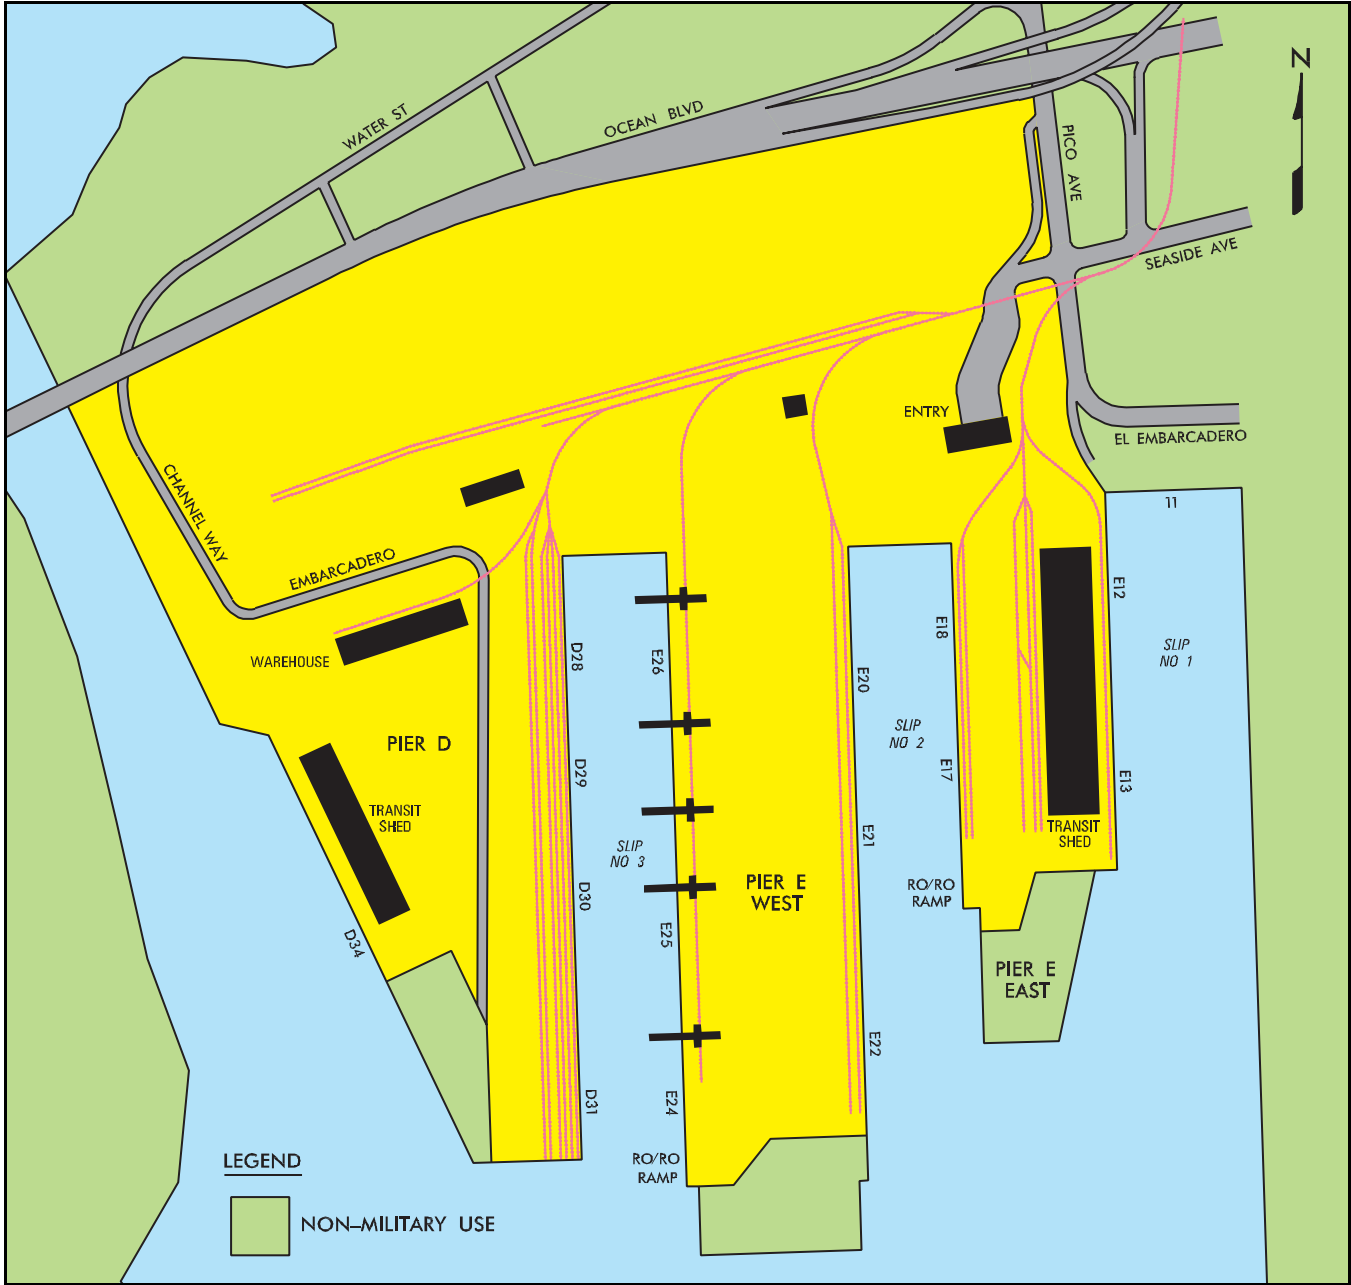 N
WATER ST
OCEAN BLVD
PICO AVE
SEASIDE AVE
ENTRY
EL EMBARCADERO
CHANNEL WAY
EMBARCADERO
WAREHOUSE
11
E12
E13
SLIP
NO 1
E18
E17
SLIP
NO 2
E20
E21
E22
D28
D29
D30
D31
E26
E25
E24
SLIP
NO 3
PIER D
TRANSIT
SHED
D34
PIER E
WEST
TRANSIT
SHED
RO/RO
RAMP
PIER E
EAST
RO/RO
RAMP
LEGEND
NON–MILITARY USE